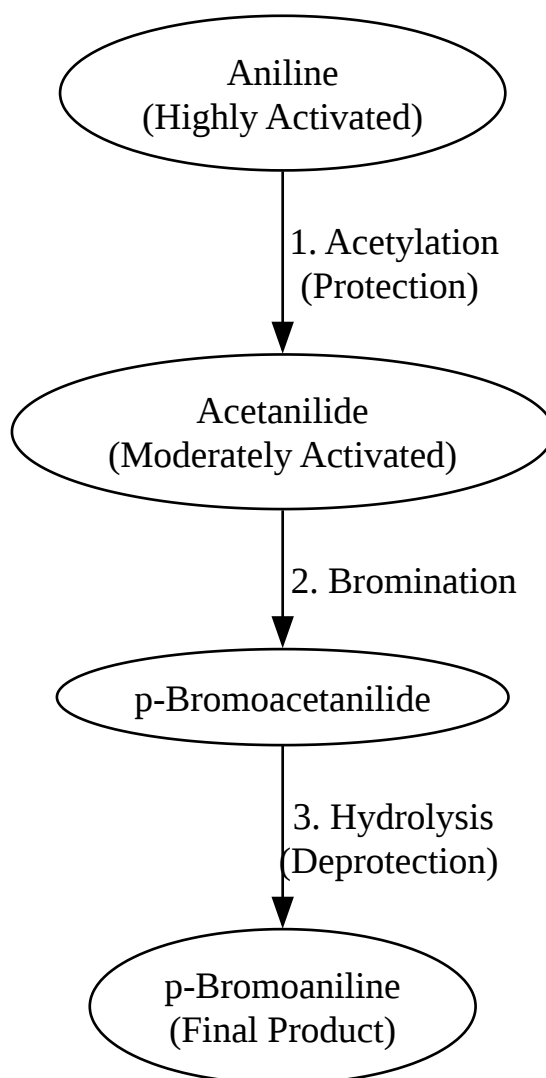 Aniline
(Highly Activated)
1. Acetylation
(Protection)
Acetanilide
(Moderately Activated)
2. Bromination
p-Bromoacetanilide
3. Hydrolysis
(Deprotection)
p-Bromoaniline
(Final Product)